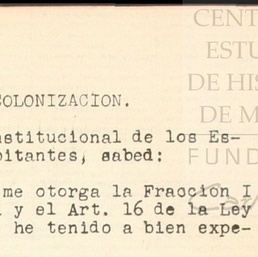 CENT
ESTU
DE HIS
DE M
FUND
COLONIZACION.
nstitucional de los Es-
bitantes, sabed:
me otorga la Fracción I
y el Art. 16 de la Ley
he tenido a bien expe-